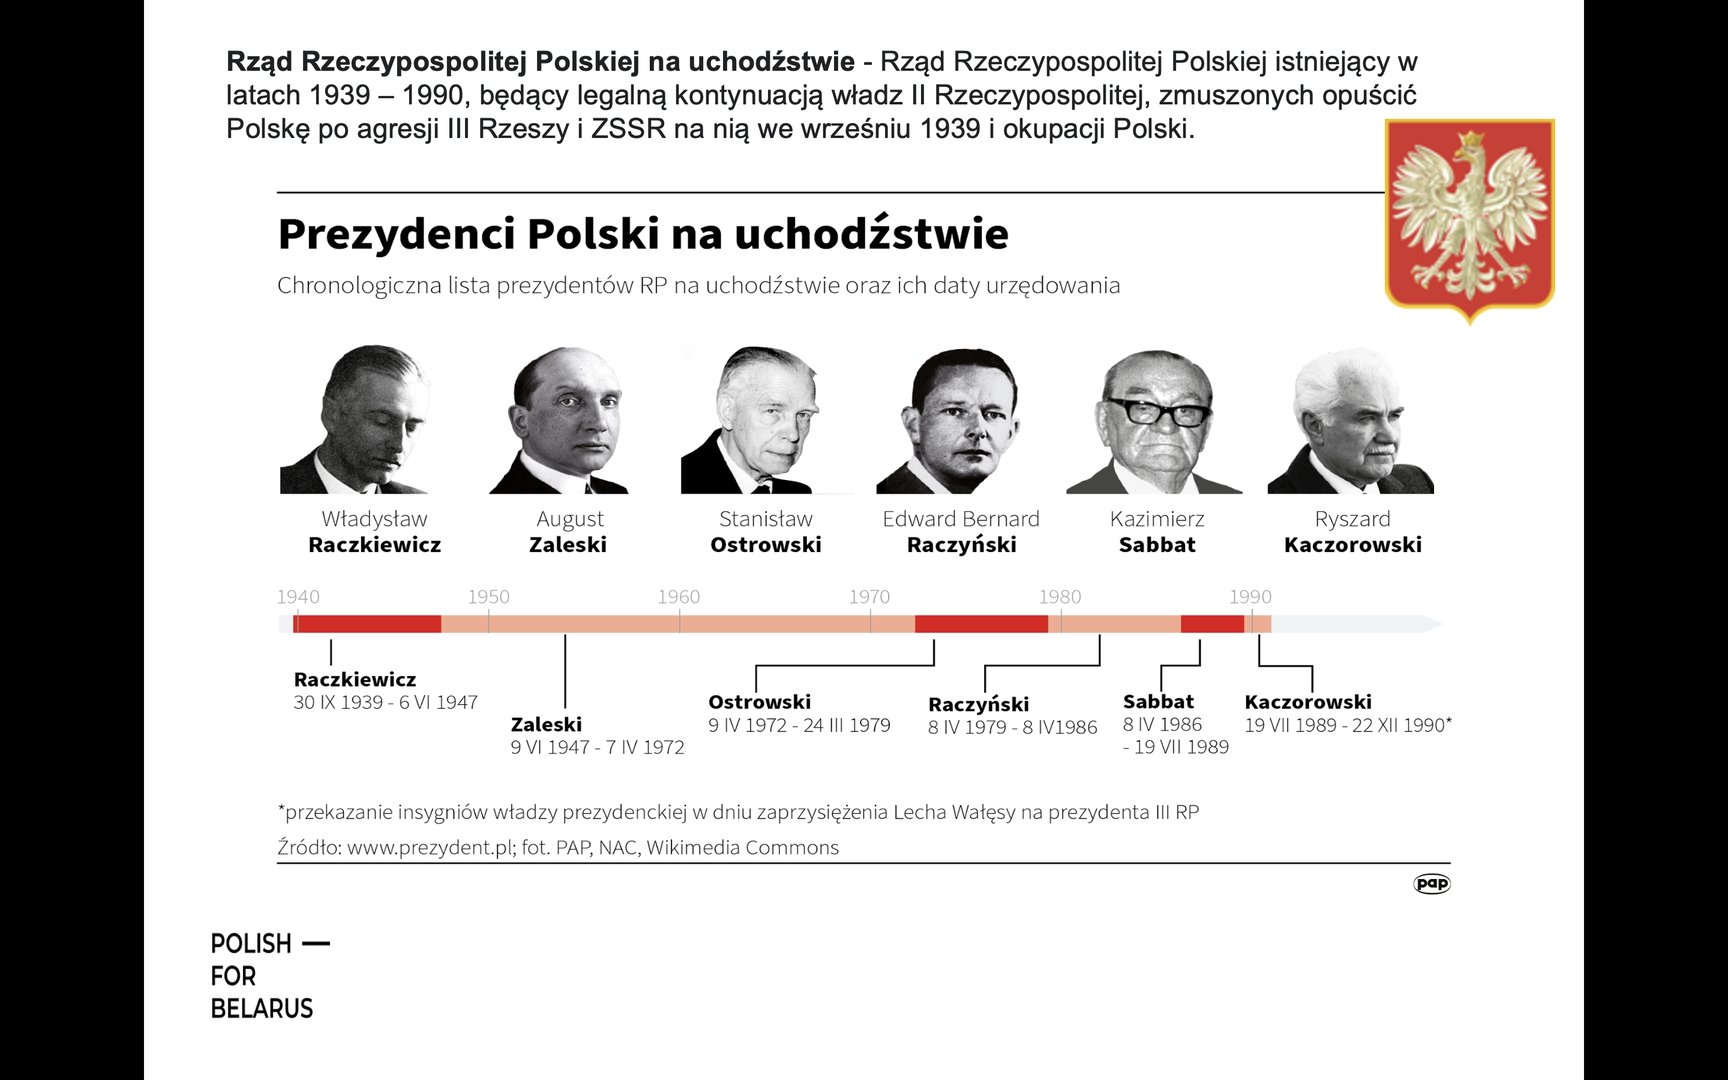 Rząd Rzeczypospolitej Polskiej na uchodźstwie - Rząd Rzeczypospolitej Polskiej istniejący w
latach 1939 – 1990, będący legalną kontynuacją władz II Rzeczypospolitej, zmuszonych opuścić
Polskę po agresji III Rzeszy i ZSSR na nią we wrześniu 1939 i okupacji Polski.
Prezydenci Polski na uchodźstwie
Chronologiczna lista prezydentów RP na uchodźstwie oraz ich daty urzędowania
Władysław
Raczkiewicz
August
Zaleski
Stanisław
Ostrowski
Edward Bernard
Raczyński
Kazimierz
Sabbat
Ryszard
Kaczorowski
1940 1950 1960 1970 1980 1990
Raczkiewicz
30 IX 1939 - 6 VI 1947
Zaleski
9 VI 1947 - 7 IV 1972
Ostrowski
9 IV 1972 - 24 III 1979
Raczyński
8 IV 1979 - 8 IV1986
Sabbat
8 IV 1986
- 19 VII 1989
Kaczorowski
19 VII 1989 - 22 XII 1990*
*przekazanie insygniów władzy prezydenckiej w dniu zaprzysiężenia Lecha Wałęsy na prezydenta III RP
Źródło: www.prezydent.pl; fot. PAP, NAC, Wikimedia Commons
pap
POLISH —
FOR
BELARUS